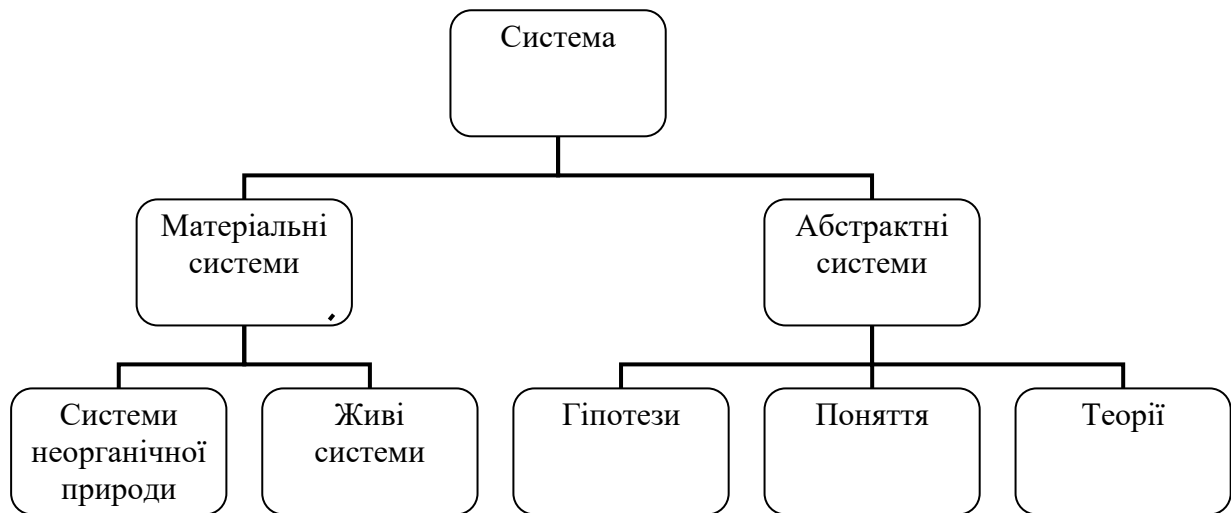 Система
Матеріальні
системи
Абстрактні
системи
Системи
неорганічної
природи
Живі
системи
Гіпотези
Поняття
Теорії